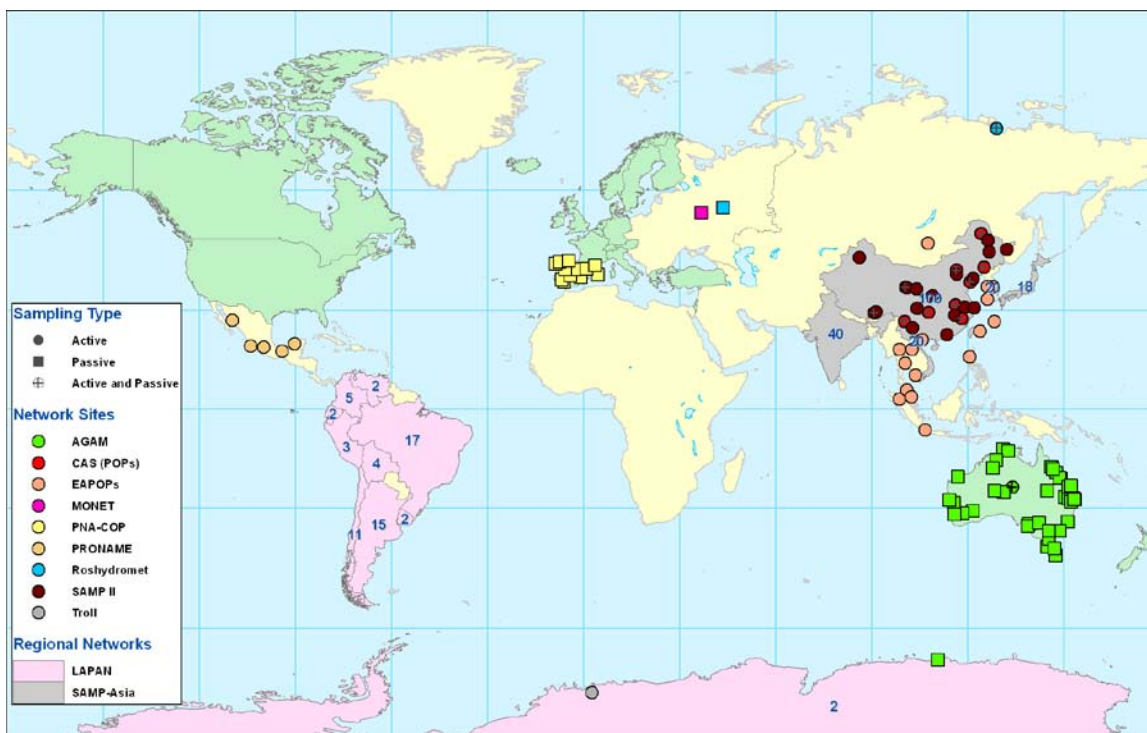 Sampling Type
Active
Passive
Active and Passive
Network Sites
AGAM
CAS (POPs)
EAPOPs
MONET
PNA-COP
PRONAME
Roshydromet
SAMP II
Troll
Regional Networks
LAPAN
SAMP-Asia
20
18
100
40
20
2
5
2
17
3
4
15
2
11
2